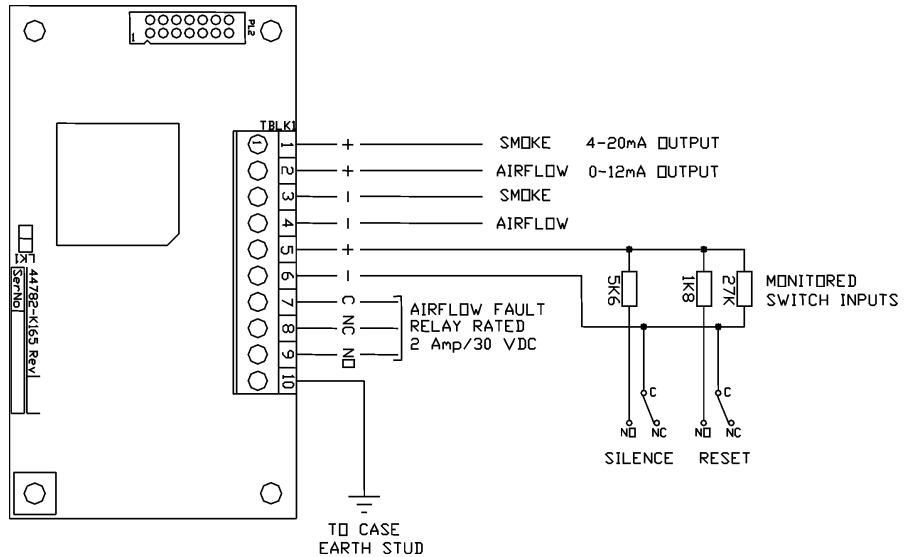 PL2
1
TBLK1
1
1 + SMOKE 4-20mA OUTPUT
2 + AIRFLOW 0-12mA OUTPUT
3 - SMOKE
4 - AIRFLOW
5 +
6 -
7 C
8 NC
9 NO
10
AIRFLOW FAULT
RELAY RATED
2 Amp/30 VDC
5K6
1K8
27K
MONITORED
SWITCH INPUTS
C
C
NO NC
NO NC
SILENCE
RESET
K1
44782-K165 Rev
SerNo
TO CASE
EARTH STUD